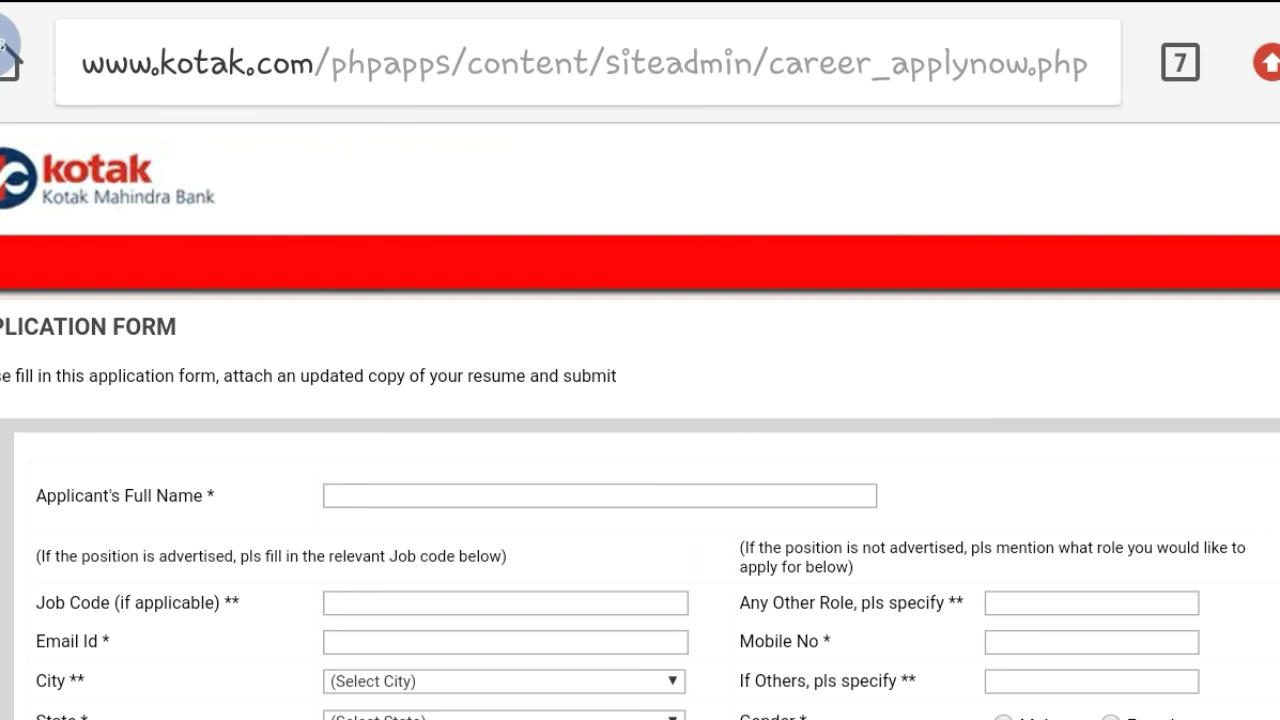 www.kotak.com/phpapps/content/siteadmin/career_applynow.php
7
kotak
Kotak Mahindra Bank
PLICATION FORM
se fill in this application form, attach an updated copy of your resume and submit
Applicant's Full Name *
(If the position is advertised, pls fill in the relevant Job code below)
(If the position is not advertised, pls mention what role you would like to
apply for below)
Job Code (if applicable) **
Any Other Role, pls specify **
Email Id *
Mobile No *
City **
(Select City)
If Others, pls specify **
State *
(Select State)
Gender *